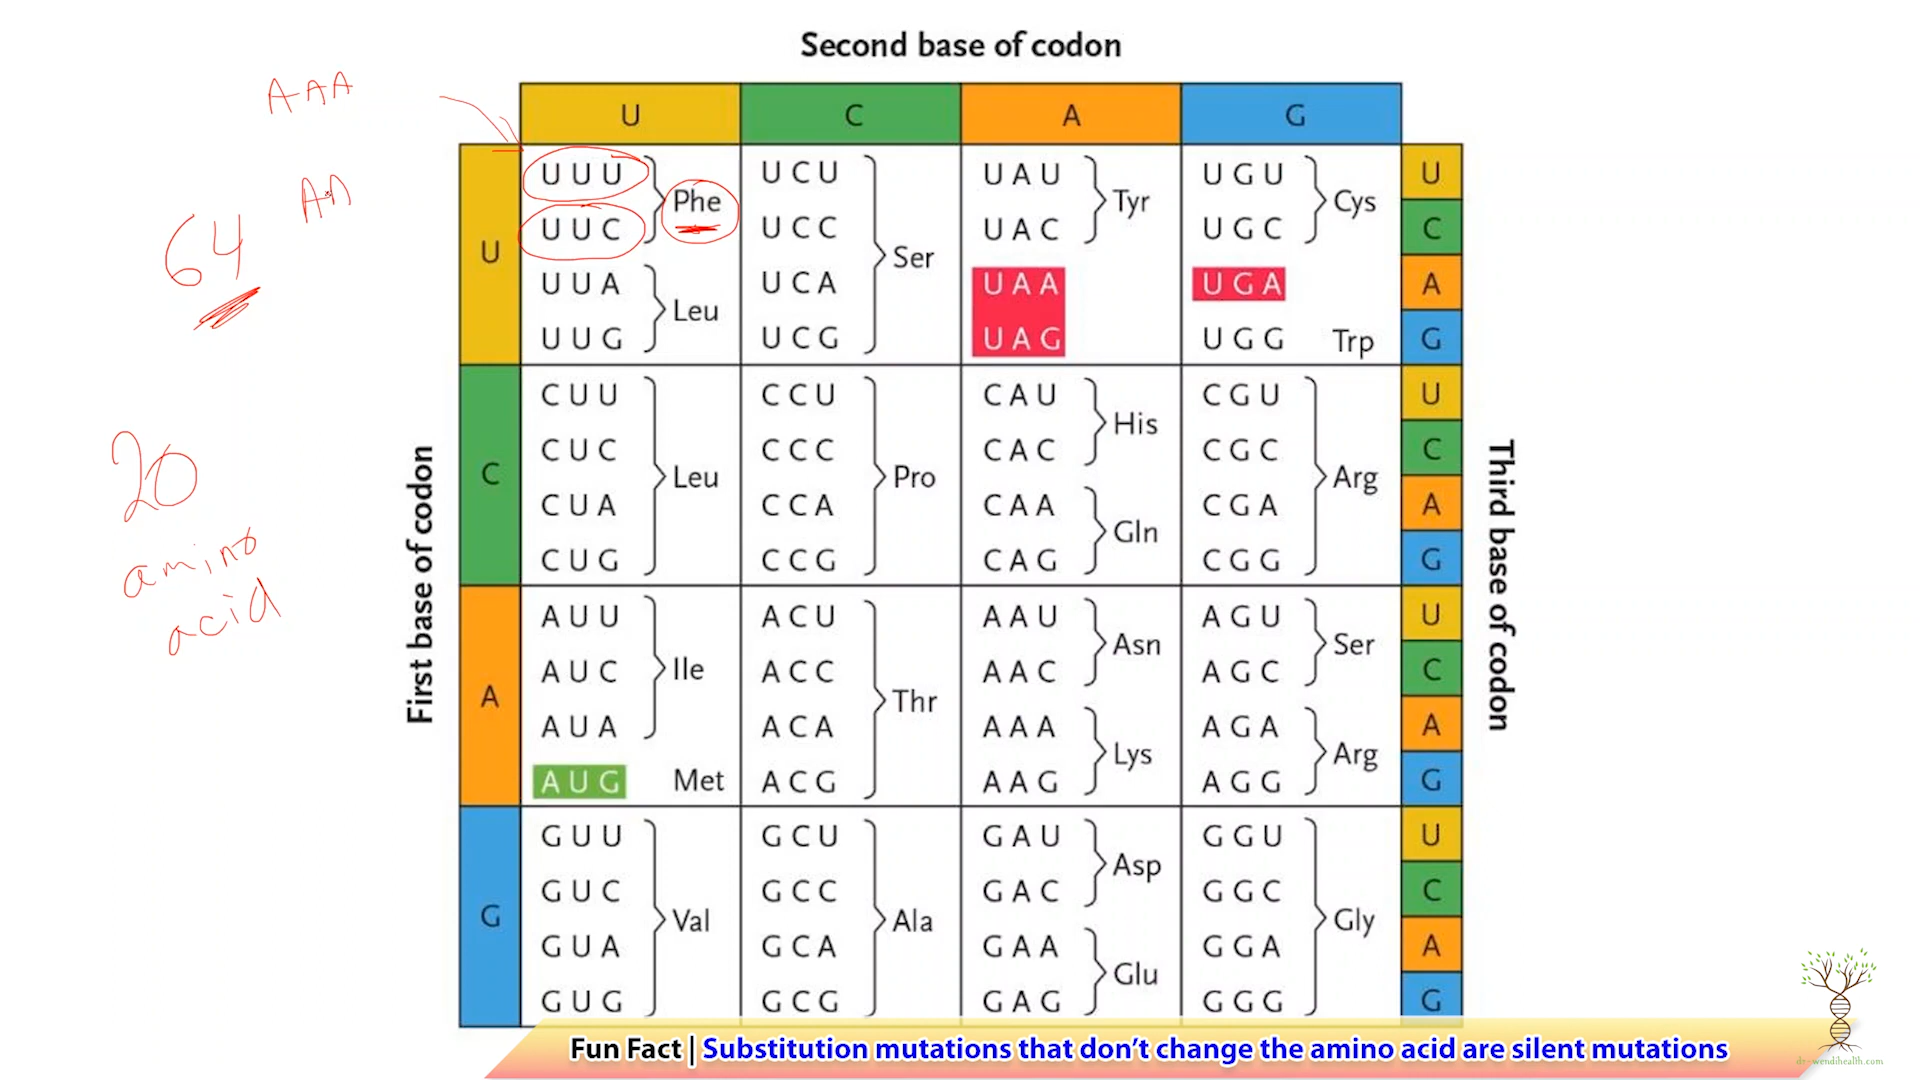 Second base of codon
AAA
AA
64
20
amino
acid
First base of codon
Third base of codon
U C A G
U
UUU
UUC
Phe
UUA
UUG
Leu
UCU
UCC
UCA
UCG
Ser
UAU
UAC
Tyr
UAA
UAG
UGU
UGC
Cys
UGA
UGG Trp
U
C
A
G
C
CUU
CUC
CUA
CUG
Leu
CCU
CCC
CCA
CCG
Pro
CAU
CAC
His
CAA
CAG
Gln
CGU
CGC
CGA
CGG
Arg
U
C
A
G
A
AUU
AUC
AUA
Ile
AUG Met
ACU
ACC
ACA
ACG
Thr
AAU
AAC
Asn
AAA
AAG
Lys
AGU
AGC
Ser
AGA
AGG
Arg
U
C
A
G
G
GUU
GUC
GUA
GUG
Val
GCU
GCC
GCA
GCG
Ala
GAU
GAC
Asp
GAA
GAG
Glu
GGU
GGC
GGA
GGG
Gly
U
C
A
G
Fun Fact | Substitution mutations that don't change the amino acid are silent mutations
dr-wendihealth.com